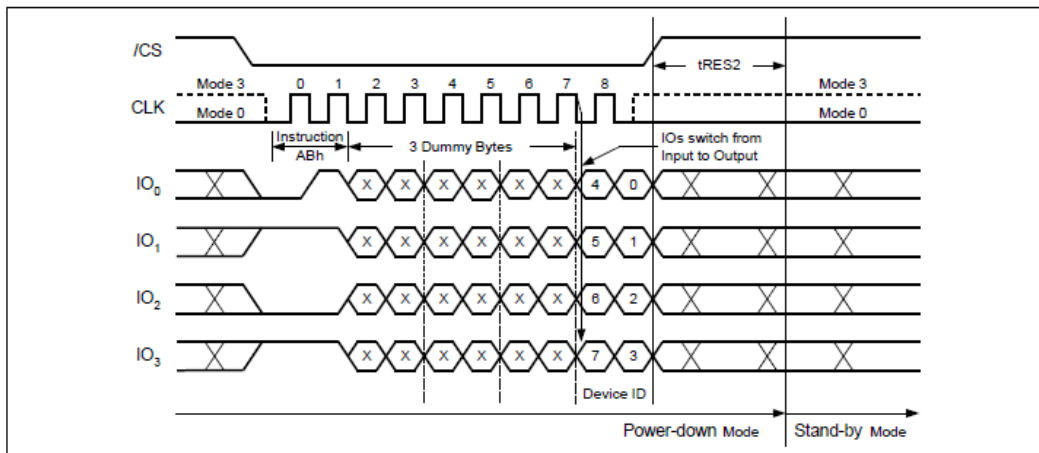 /CS
tRES2
Mode 3 0 1 2 3 4 5 6 7 8 Mode 3
CLK
Mode 0 Mode 0
Instruction
ABh
3 Dummy Bytes
IOs switch from
Input to Output
IO0 X X X X X X X 4 0 X X X
IO1 X X X X X X X 5 1 X X X
IO2 X X X X X X X 6 2 X X X
IO3 X X X X X X X 7 3 X X X
Device ID
Power-down Mode Stand-by Mode